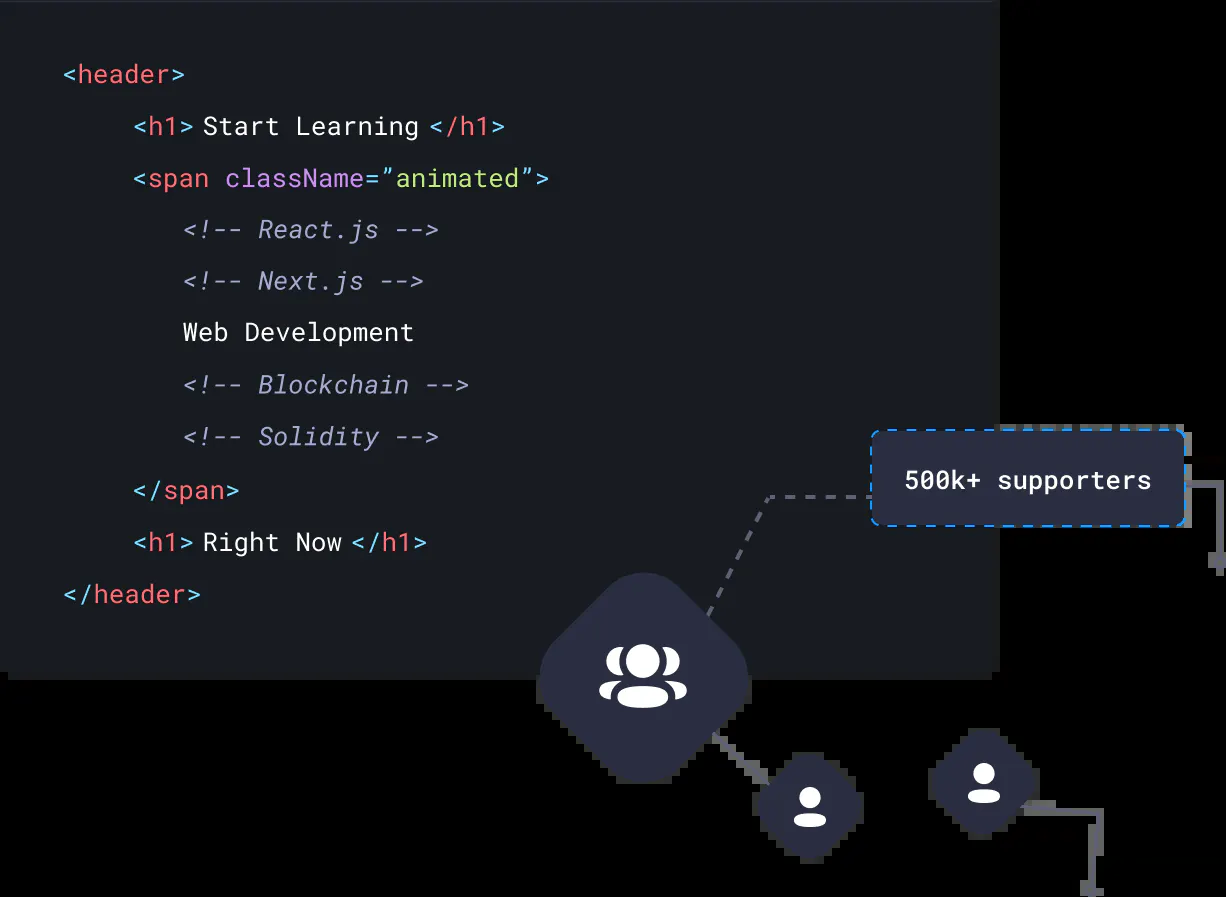 <header>
<h1> Start Learning </h1>
<span className=”animated”>
<!-- React.js -->
<!-- Next.js -->
Web Development
<!-- Blockchain -->
<!-- Solidity -->
</span>
<h1> Right Now </h1>
</header>
500k+ supporters